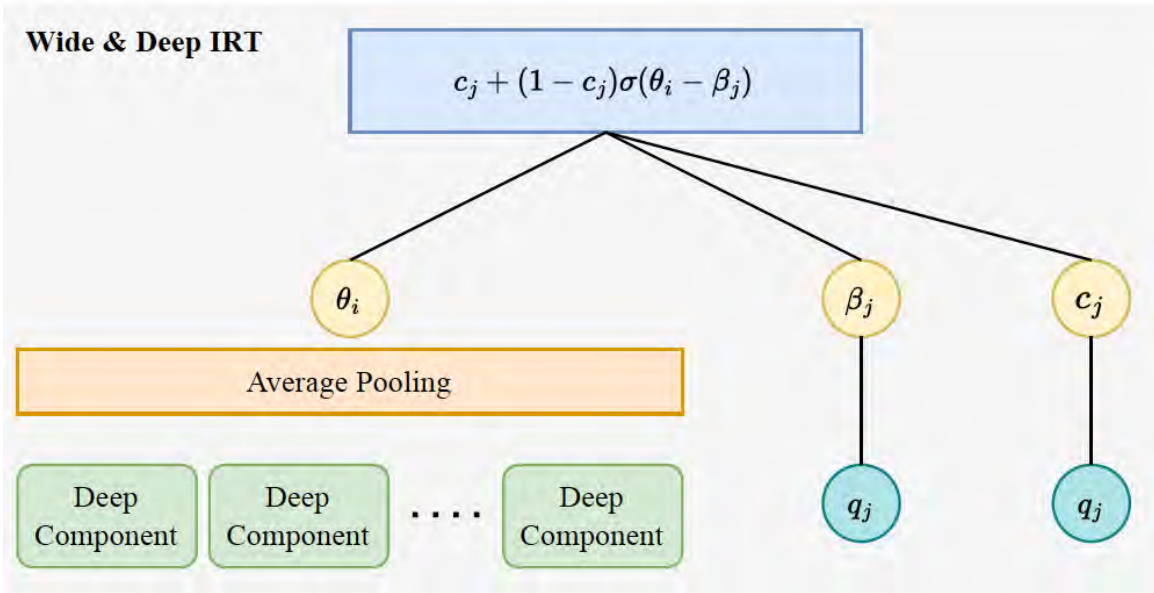 Wide & Deep IRT
c_j + (1 − c_j)σ(θ_i − β_j)
θ_i
β_j
c_j
Average Pooling
Deep Component
Deep Component
. . . .
Deep Component
q_j
q_j